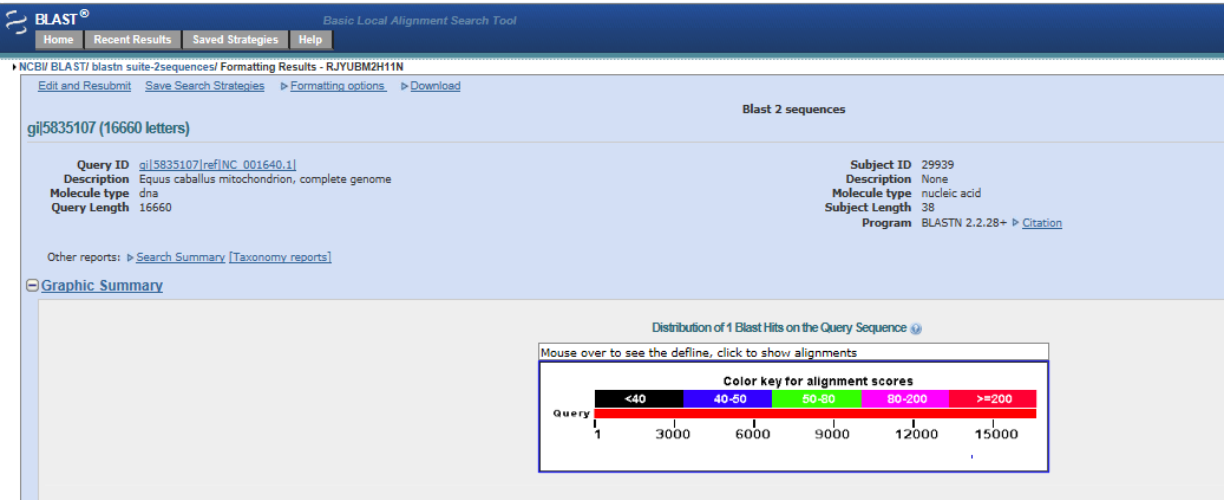 BLAST®
Basic Local Alignment Search Tool
Home Recent Results Saved Strategies Help
NCBI/ BLAST/ blastn suite-2sequences/ Formatting Results - RJYUBM2H11N
Edit and Resubmit Save Search Strategies Formatting options Download
Blast 2 sequences
gi|5835107 (16660 letters)
Query ID gi|5835107|ref|NC_001640.1|
Description Equus caballus mitochondrion, complete genome
Molecule type dna
Query Length 16660
Subject ID 29939
Description None
Molecule type nucleic acid
Subject Length 38
Program BLASTN 2.2.28+ Citation
Other reports: Search Summary [Taxonomy reports]
Graphic Summary
Distribution of 1 Blast Hits on the Query Sequence
Mouse over to see the defline, click to show alignments
Color key for alignment scores
<40 40-50 50-80 80-200 >=200
Query
1 3000 6000 9000 12000 15000